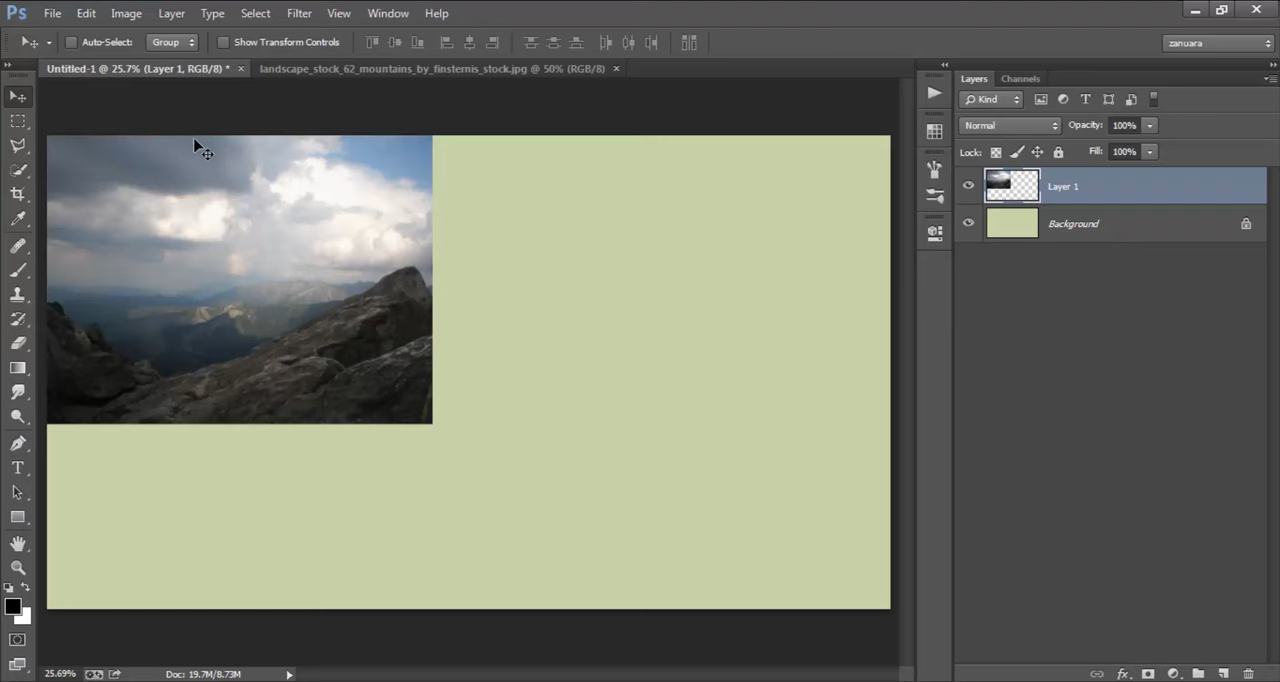 Ps File Edit Image Layer Type Select Filter View Window Help
Auto-Select: Group Show Transform Controls zanuara
Untitled-1 @ 25.7% (Layer 1, RGB/8) * × landscape_stock_62_mountains_by_finsternis_stock.jpg @ 50% (RGB/8) ×
Layers Channels
Kind
Normal Opacity: 100%
Lock: Fill: 100%
Layer 1
Background
T
fx
25.69% Doc: 19.7M/8.73M